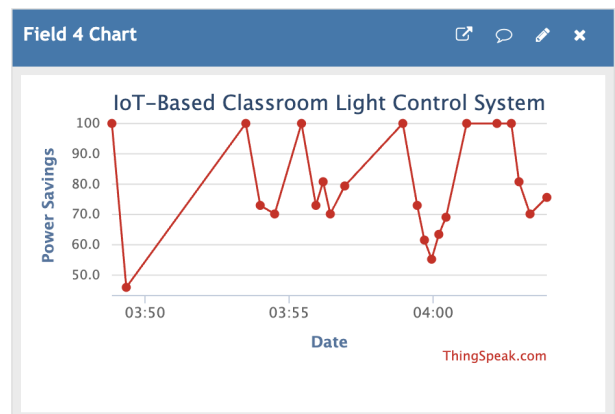 Field 4 Chart
IoT-Based Classroom Light Control System
Power Savings
100
90.0
80.0
70.0
60.0
50.0
03:50 03:55 04:00
Date
ThingSpeak.com